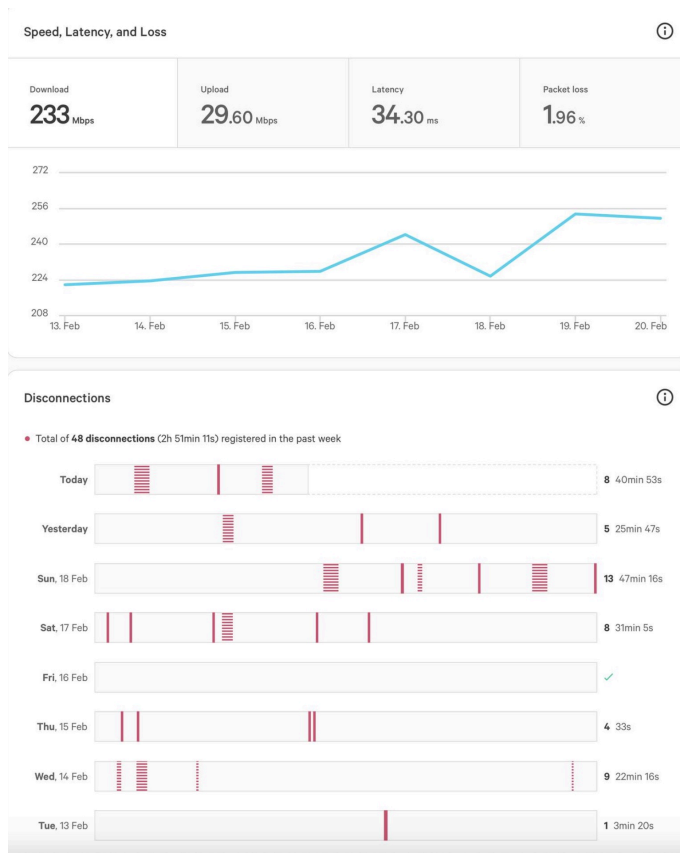 Speed, Latency, and Loss
Download
Upload
Latency
Packet loss
233 Mbps
29.60 Mbps
34.30 ms
1.96 %
272
256
240
224
208
13. Feb
14. Feb
15. Feb
16. Feb
17. Feb
18. Feb
19. Feb
20. Feb
Disconnections
Total of 48 disconnections (2h 51min 11s) registered in the past week
Today 8 40min 53s
Yesterday 5 25min 47s
Sun, 18 Feb 13 47min 16s
Sat, 17 Feb 8 31min 5s
Fri, 16 Feb
Thu, 15 Feb 4 33s
Wed, 14 Feb 9 22min 16s
Tue, 13 Feb 1 3min 20s